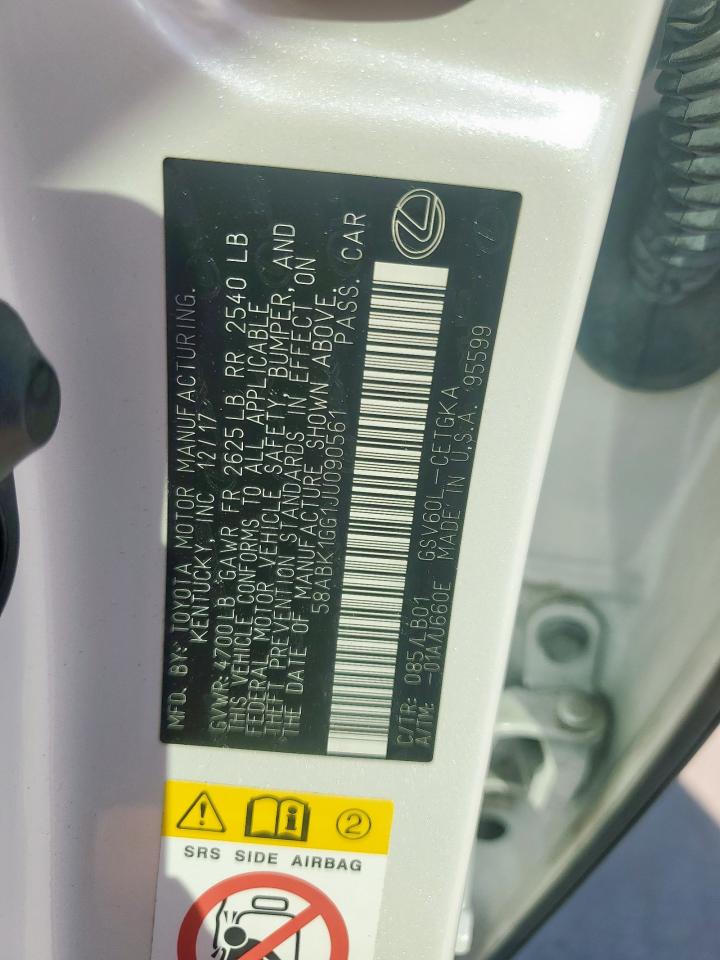 MFD. BY: TOYOTA MOTOR MANUFACTURING.
KENTUCKY, INC 12/17
GVWR: 4700LB GAWR FR 2625 LB RR 2540 LB
THIS VEHICLE CONFORMS TO ALL APPLICABLE
FEDERAL MOTOR VEHICLE SAFETY, BUMPER, AND
THEFT PREVENTION STANDARDS IN EFFECT ON
THE DATE OF MANUFACTURE SHOWN ABOVE.
58ABK1GG1JU090561 PASS. CAR
C/TR: 085/LB01 GSV60L-CETGKA
A/TM: -01A/U660E MADE IN U.S.A. 95599
2
SRS SIDE AIRBAG